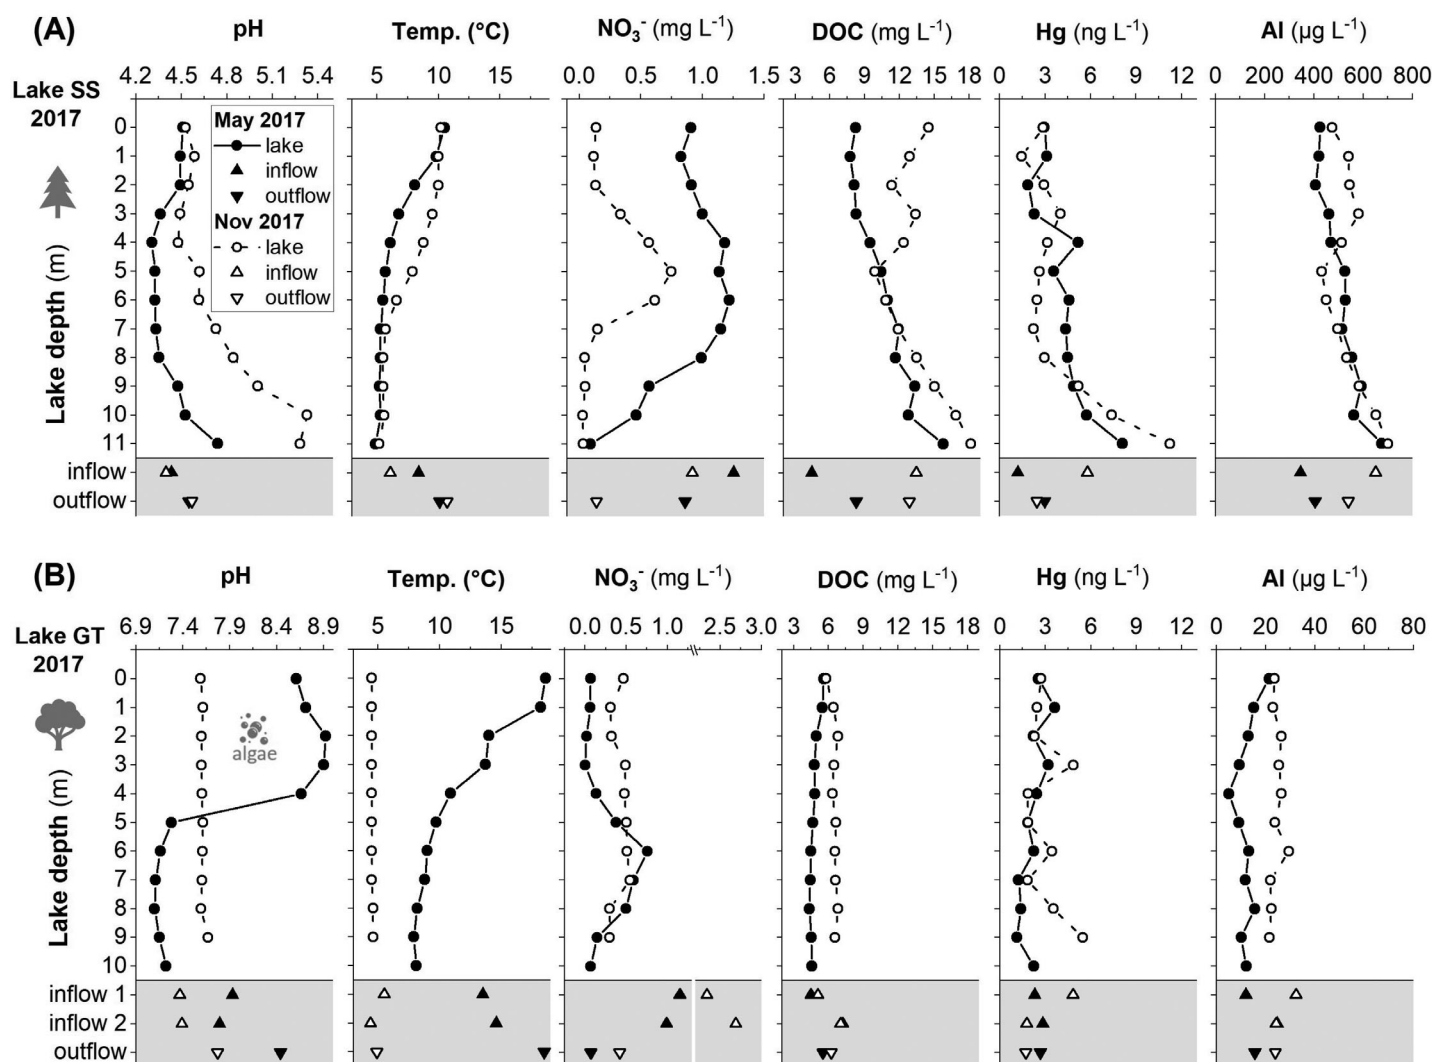 (A) pH Temp. (°C) NO₃⁻ (mg L⁻¹) DOC (mg L⁻¹) Hg (ng L⁻¹) Al (µg L⁻¹)
4.2 4.5 4.8 5.1 5.4 5 10 0.0 0.5 1.0 1.5 3 6 9 12 15 18 0 3 6 9 12 0 200 400 600 800
Lake SS
2017
Lake depth (m)
0
1
2
3
4
5
6
7
8
9
10
11
inflow
outflow
May 2017
lake
inflow
outflow
Nov 2017
lake
inflow
outflow
(B) pH Temp. (°C) NO₃⁻ (mg L⁻¹) DOC (mg L⁻¹) Hg (ng L⁻¹) Al (µg L⁻¹)
6.9 7.4 7.9 8.4 8.9 5 10 15 0.0 0.5 1.0 2.5 3.0 3 6 9 12 15 18 0 3 6 9 12 0 20 40 60 80
Lake GT
2017
Lake depth (m)
0
1
2
3
4
5
6
7
8
9
10
inflow 1
inflow 2
outflow
algae